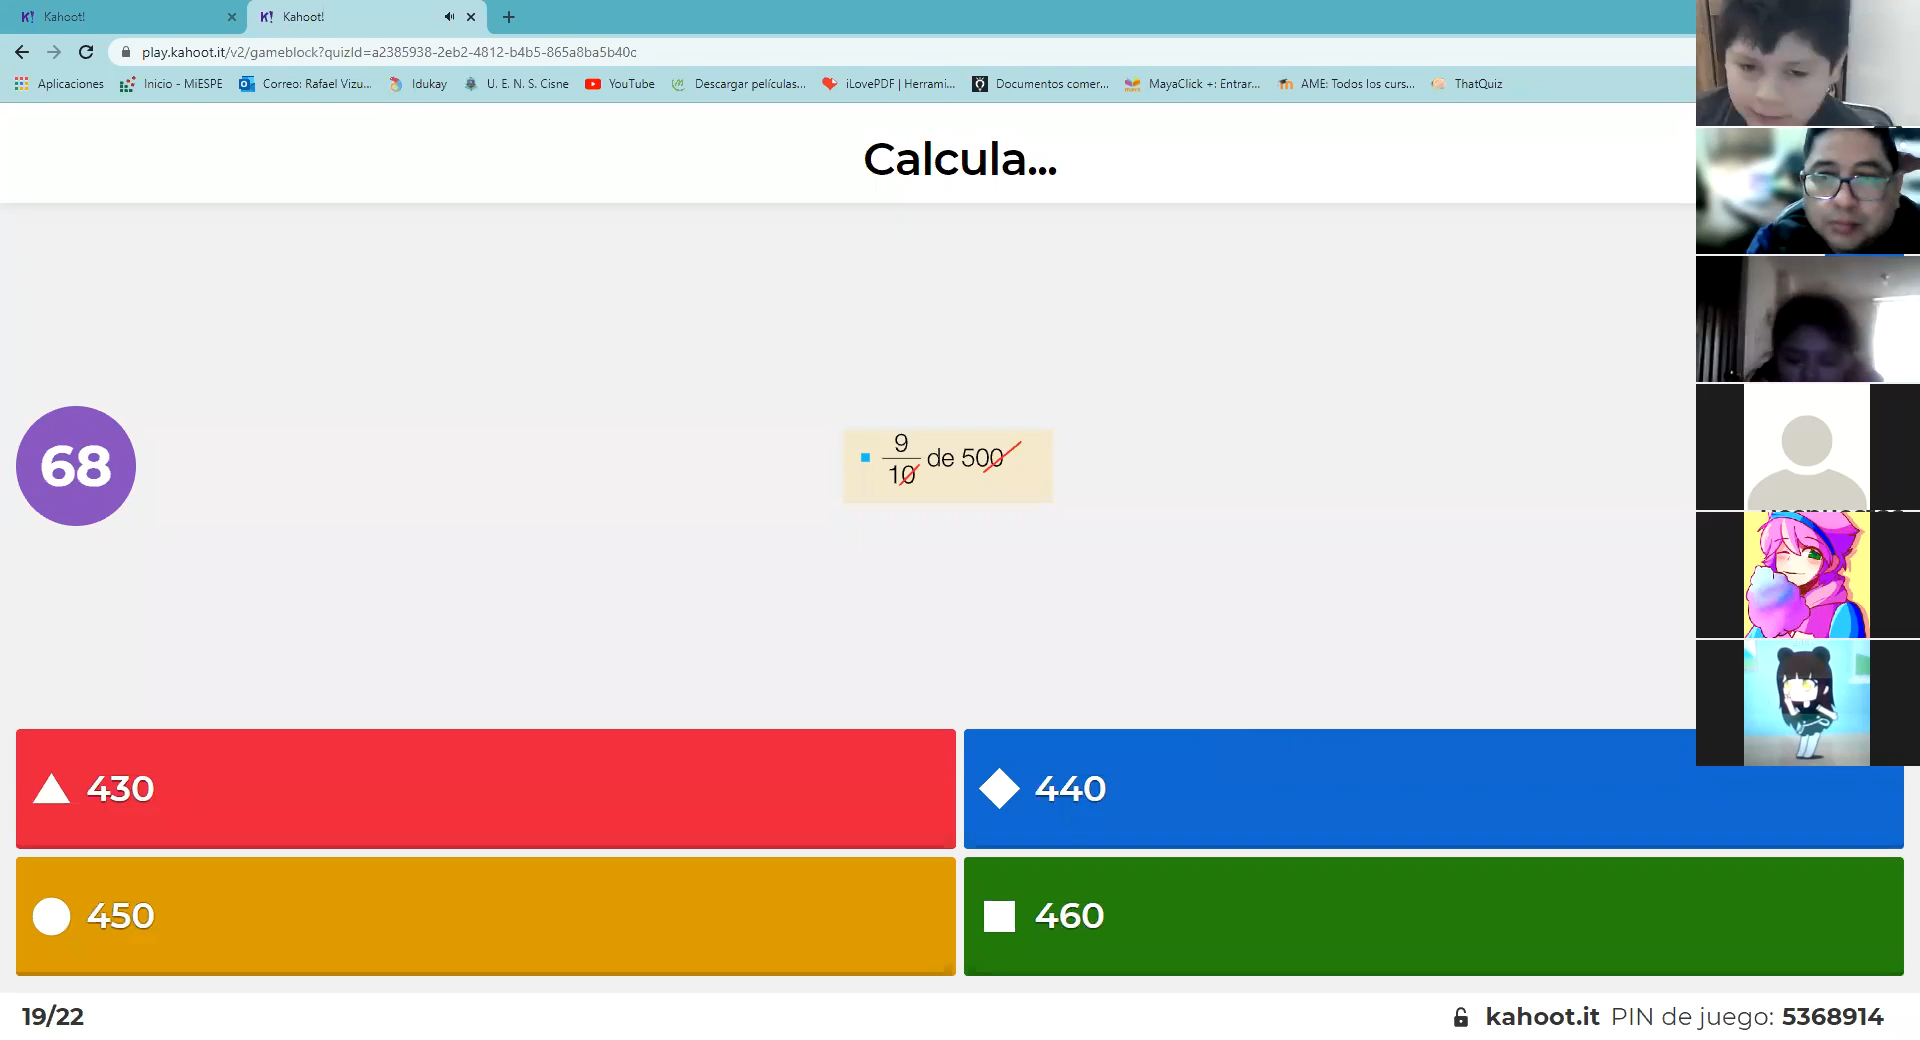 Kahoot!
Kahoot!
play.kahoot.it/v2/gameblock?quizId=a2385938-2eb2-4812-b4b5-865a8ba5b40c
Aplicaciones
Inicio - MiESPE
Correo: Rafael Vizu...
Idukay
U. E. N. S. Cisne
YouTube
Descargar películas...
iLovePDF | Herrami...
Documentos comer...
MayaClick +: Entrar...
AME: Todos los curs...
ThatQuiz
Calcula...
68
9/10 de 500
430
440
450
460
19/22
kahoot.it PIN de juego: 5368914